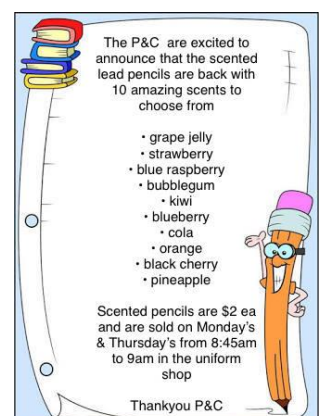 The P&C are excited to
announce that the scented
lead pencils are back with
10 amazing scents to
choose from
• grape jelly
• strawberry
• blue raspberry
• bubblegum
• kiwi
• blueberry
• cola
• orange
• black cherry
• pineapple
Scented pencils are $2 ea
and are sold on Monday's
& Thursday's from 8:45am
to 9am in the uniform
shop
Thankyou P&C